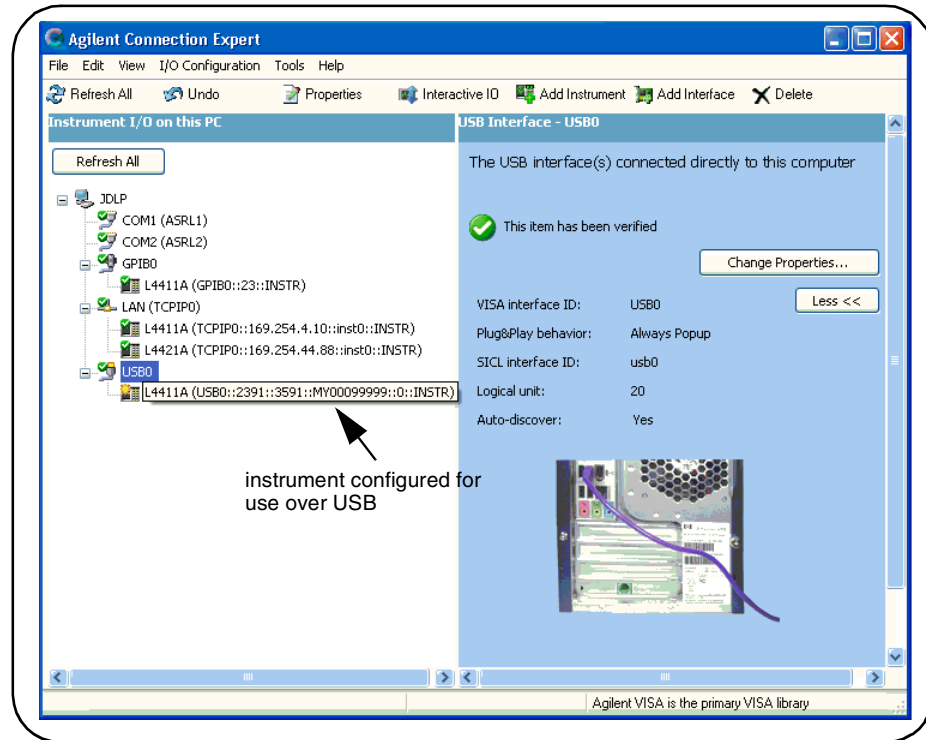 Agilent Connection Expert
File Edit View I/O Configuration Tools Help
Refresh All Undo Properties Interactive IO Add Instrument Add Interface Delete
Instrument I/O on this PC
Refresh All
JDLP
COM1 (ASRL1)
COM2 (ASRL2)
GPIB0
L4411A (GPIB0::23::INSTR)
LAN (TCPIP0)
L4411A (TCPIP0::169.254.4.10::inst0::INSTR)
L4421A (TCPIP0::169.254.44.88::inst0::INSTR)
USB0
L4411A (USB0::2391::3591::MY00099999::0::INSTR)
instrument configured for
use over USB
USB Interface - USB0
The USB interface(s) connected directly to this computer
This item has been verified
Change Properties...
Less <<
VISA interface ID: USB0
Plug&Play behavior: Always Popup
SICL interface ID: usb0
Logical unit: 20
Auto-discover: Yes
Agilent VISA is the primary VISA library